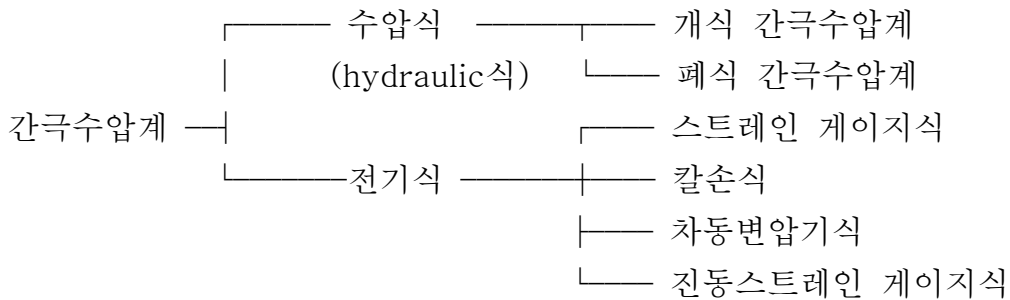 수압식 개식 간극수압계
(hydraulic식) 폐식 간극수압계
간극수압계 스트레인 게이지식
전기식 칼손식
차동변압기식
진동스트레인 게이지식